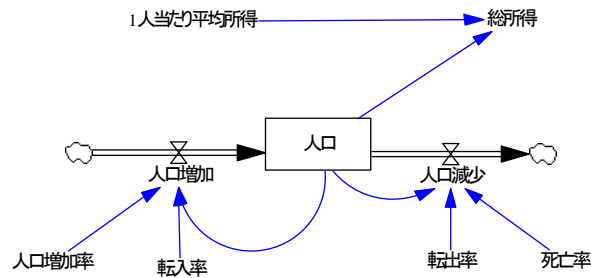 1人当たり平均所得
総所得
人口
人口増加
人口減少
人口増加率
転入率
転出率
死亡率